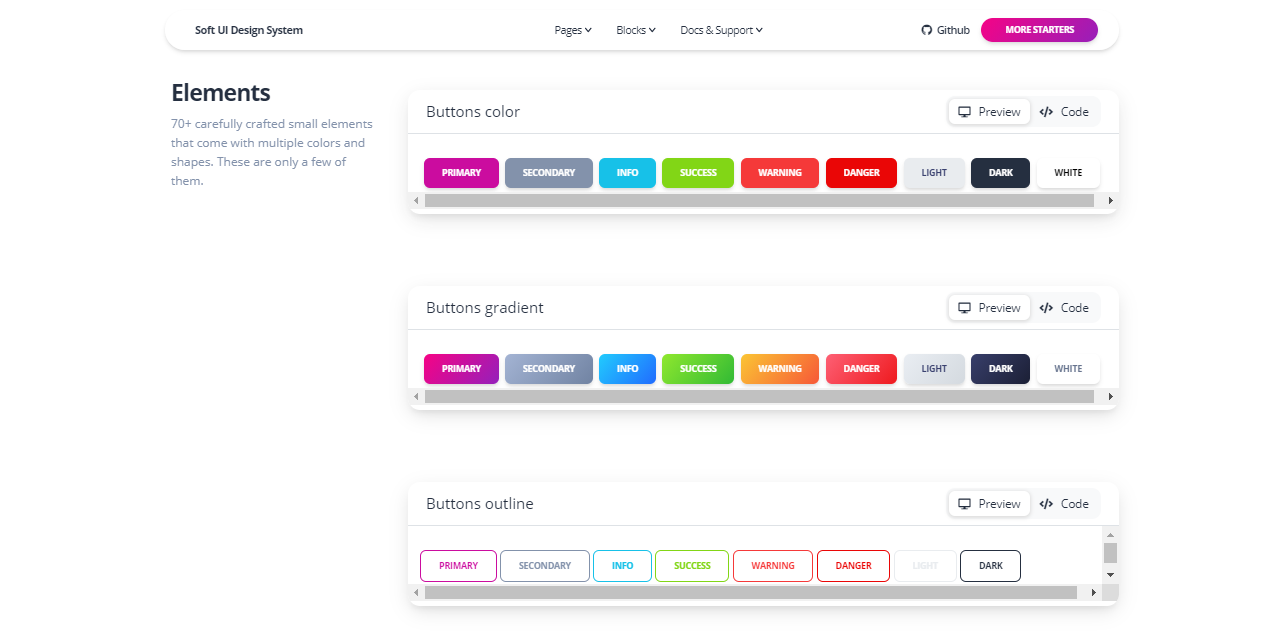 Soft UI Design System
Pages
Blocks
Docs & Support
Github
MORE STARTERS
Elements
70+ carefully crafted small elements
that come with multiple colors and
shapes. These are only a few of
them.
Buttons color
Preview
Code
PRIMARY
SECONDARY
INFO
SUCCESS
WARNING
DANGER
LIGHT
DARK
WHITE
Buttons gradient
Preview
Code
PRIMARY
SECONDARY
INFO
SUCCESS
WARNING
DANGER
LIGHT
DARK
WHITE
Buttons outline
Preview
Code
PRIMARY
SECONDARY
INFO
SUCCESS
WARNING
DANGER
LIGHT
DARK